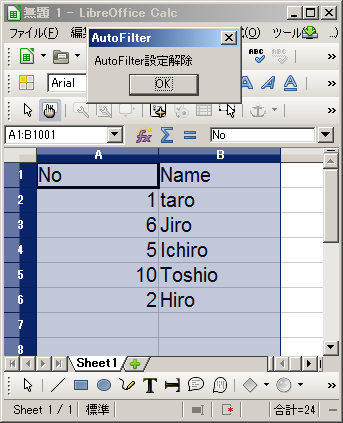 無題 1 - LibreOffice Calc
ファイル(F)
ツール(
AutoFilter
AutoFilter設定解除
OK
Arial
A1:B1001
No
A B
1 No Name
2 1 taro
3 6 Jiro
4 5 Ichiro
5 10 Toshio
6 2 Hiro
7
8
Sheet1
Sheet 1 / 1 標準 合計=24